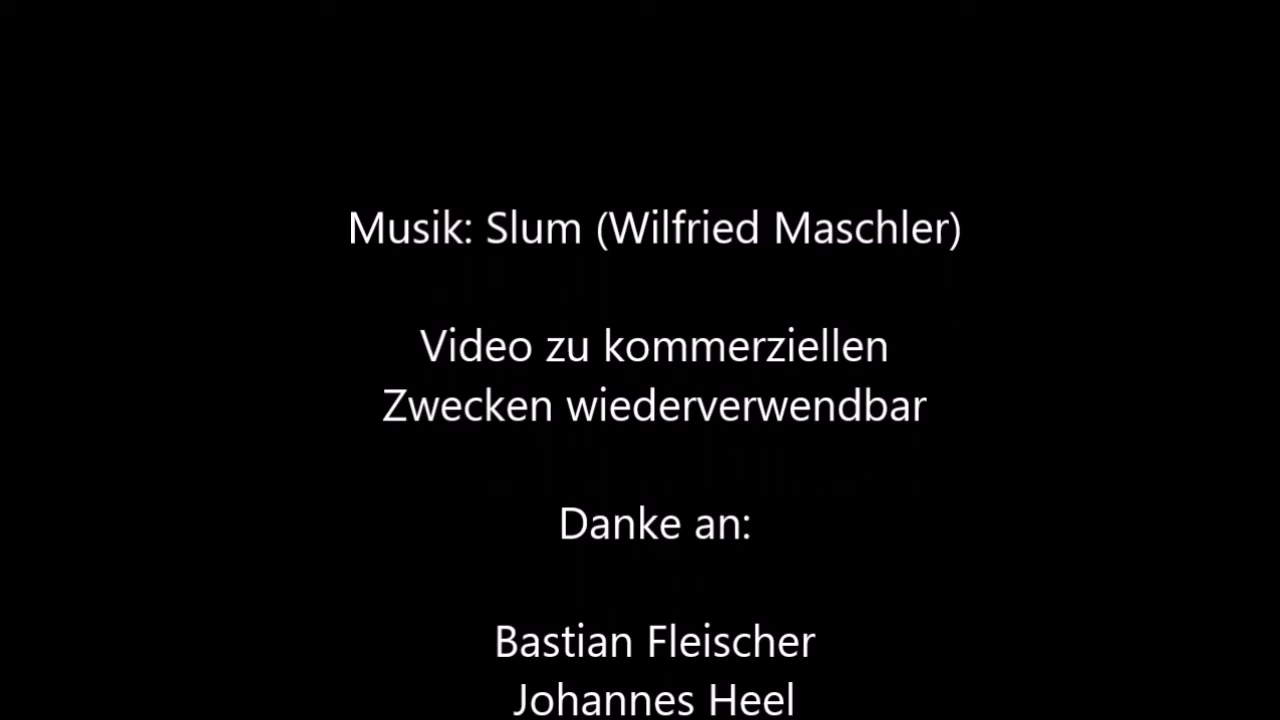 Musik: Slum (Wilfried Maschler)
Video zu kommerziellen
Zwecken wiederverwendbar
Danke an:
Bastian Fleischer
Johannes Heel